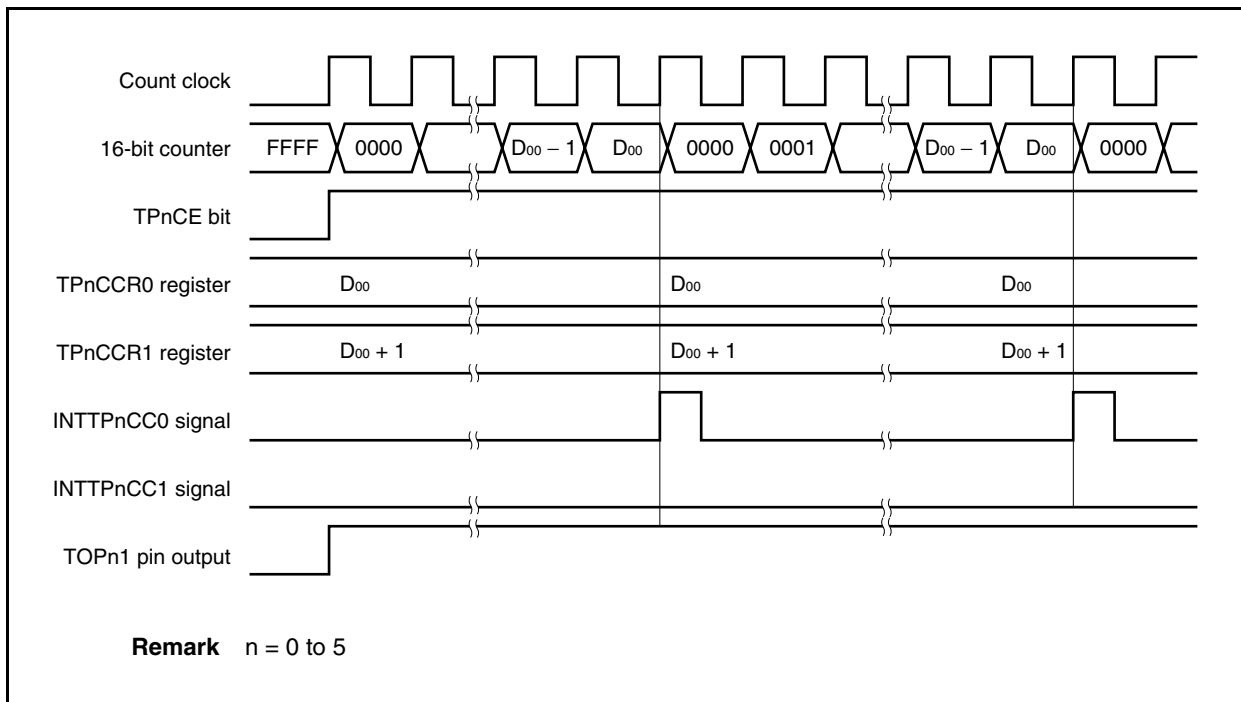 Count clock
16-bit counter FFFF 0000 D00 − 1 D00 0000 0001 D00 − 1 D00 0000
TPnCE bit
TPnCCR0 register D00 D00 D00
TPnCCR1 register D00 + 1 D00 + 1 D00 + 1
INTTPnCC0 signal
INTTPnCC1 signal
TOPn1 pin output
Remark n = 0 to 5